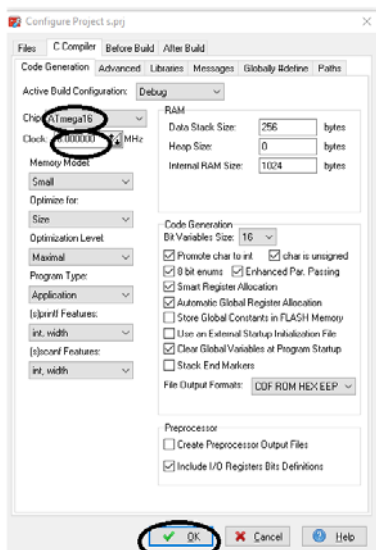 Configure Project s.prj
Files C Compiler Before Build After Build
Code Generation Advanced Libraries Messages Globally #define Paths
Active Build Configuration: Debug
Chip: ATmega16
Clock: MHz
Memory Model:
Small
Optimize for:
Size
Optimization Level:
Maximal
Program Type:
Application
(s)printf Features:
int, width
(s)scanf Features:
int, width
RAM
Data Stack Size: 256 bytes
Heap Size: 0 bytes
Internal RAM Size: 1024 bytes
Code Generation
Bit Variables Size: 16
Promote char to int char is unsigned
8 bit enums Enhanced Par. Passing
Smart Register Allocation
Automatic Global Register Allocation
Store Global Constants in FLASH Memory
Use an External Startup Initialization File
Clear Global Variables at Program Startup
Stack End Markers
File Output Formats: COF ROM HEX EEP
Preprocessor
Create Preprocessor Output Files
Include I/O Registers Bits Definitions
OK Cancel Help